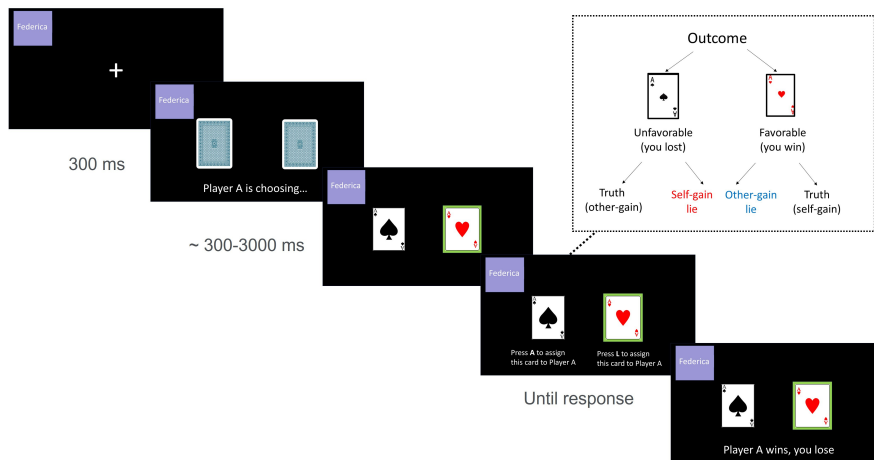 Federica
300 ms
Federica
Player A is choosing...
~ 300-3000 ms
Federica
A
A
A
A
Federica
A
A
A
A
Press A to assign
this card to Player A
Press L to assign
this card to Player A
Until response
Federica
A
A
A
A
Player A wins, you lose
Outcome
A
A
A
A
Unfavorable
(you lost)
Favorable
(you win)
Truth
(other-gain)
Self-gain
lie
Other-gain
lie
Truth
(self-gain)